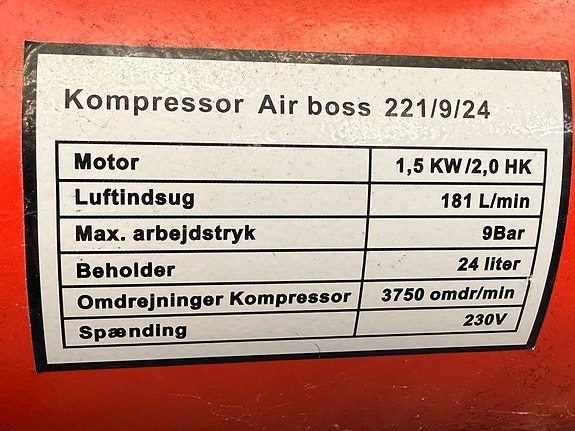 Kompressor Air boss 221/9/24
Motor 1,5 KW/2,0 HK
Luftindsug 181 L/min
Max. arbejdstryk 9Bar
Beholder 24 liter
Omdrejninger Kompressor 3750 omdr/min
Spænding 230V